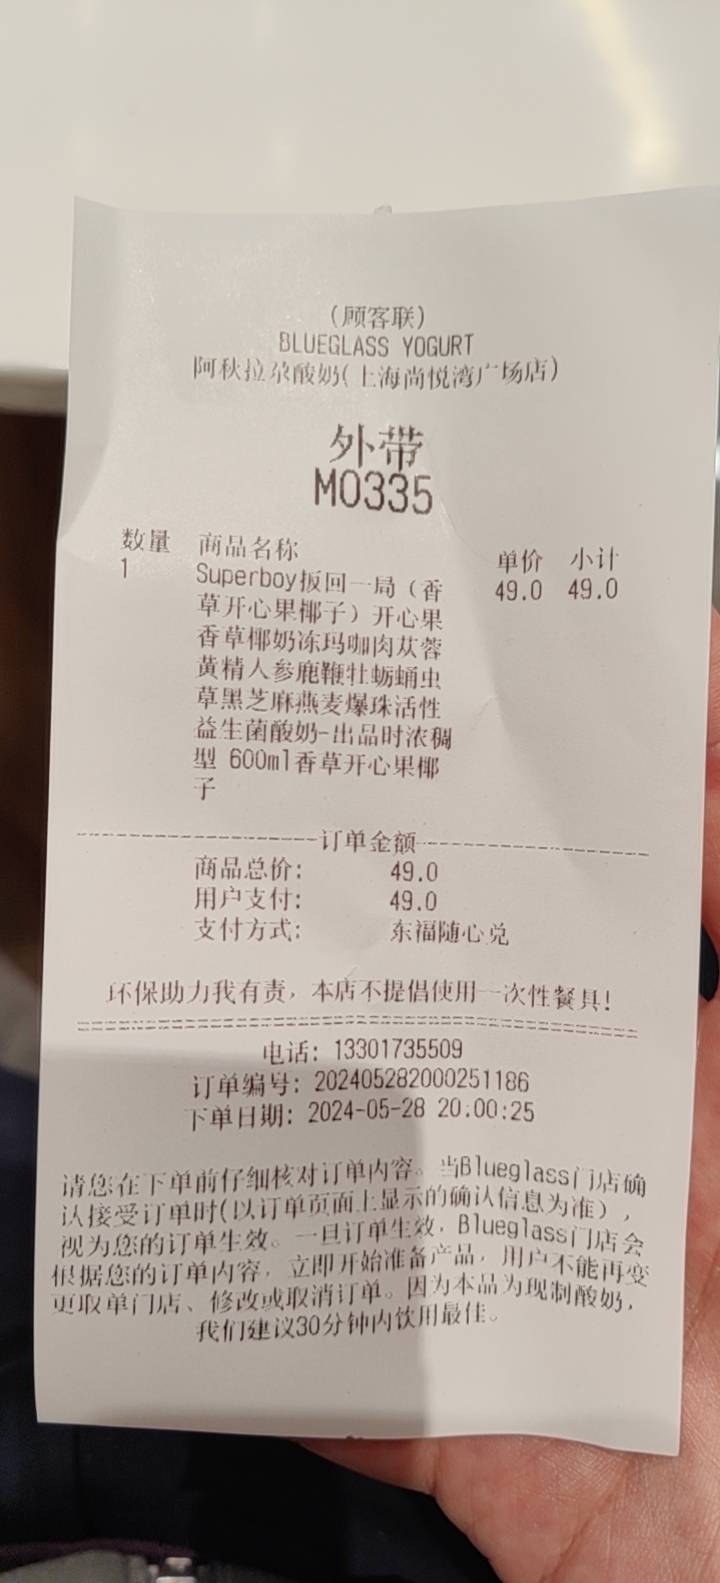 (顾客联)
BLUEGLASS YOGURT
阿秋拉尕酸奶(上海尚悦湾广场店)
外带
M0335
数量 商品名称 单价 小计
1 Superboy扳回一局（香 49.0 49.0
草开心果椰子）开心果
香草椰奶冻玛咖肉苁蓉
黄精人参鹿鞭牡蛎蛹虫
草黑芝麻燕麦爆珠活性
益生菌酸奶-出品时浓稠
型 600ml香草开心果椰
子
订单金额
商品总价: 49.0
用户支付: 49.0
支付方式: 东福随心兑
环保助力我有责，本店不提倡使用一次性餐具!
电话: 13301735509
订单编号: 202405282000251186
下单日期: 2024-05-28 20:00:25
请您在下单前仔细核对订单内容。当Blueglass门店确
认接受订单时(以订单页面上显示的确认信息为准)，
视为您的订单生效。一旦订单生效，Blueglass门店会
根据您的订单内容，立即开始准备产品，用户不能再变
更取单门店、修改或取消订单。因为本品为现制酸奶，
我们建议30分钟内饮用最佳。